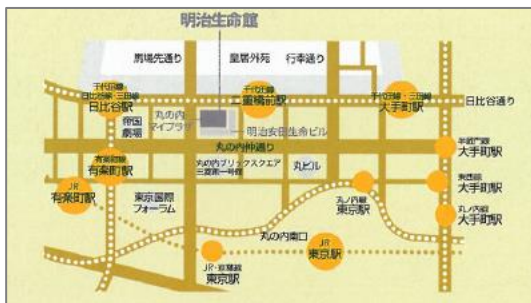 明治生命館
馬場先通り
皇居外苑
行幸通り
千代田線
日比谷線・三田線
日比谷駅
千代田線
二重橋前駅
千代田線・三田線
大手町駅
日比谷通り
帝国
劇場
丸の内
マイプラザ
明治安田生命ビル
丸の内仲通り
半蔵門線
大手町駅
有楽町線
有楽町駅
丸の内ブリックスクエア
三菱第一号館
丸ビル
東西線
大手町駅
JR
有楽町駅
東京国際
フォーラム
丸ノ内線
東京駅
丸ノ内線
大手町駅
丸の内南口
JR
東京駅
JR・京葉線
東京駅